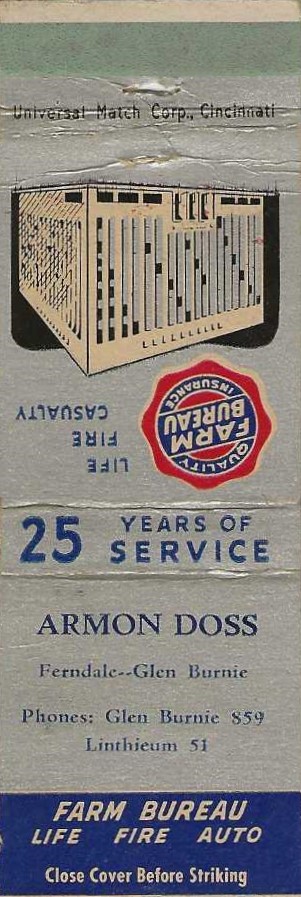 Universal Match Corp., Cincinnati
QUALITY
FARM
BUREAU
INSURANCE
LIFE
FIRE
CASUALTY
25 YEARS OF
SERVICE
ARMON DOSS
Ferndale--Glen Burnie
Phones: Glen Burnie 859
Linthicum 51
FARM BUREAU
LIFE FIRE AUTO
Close Cover Before Striking